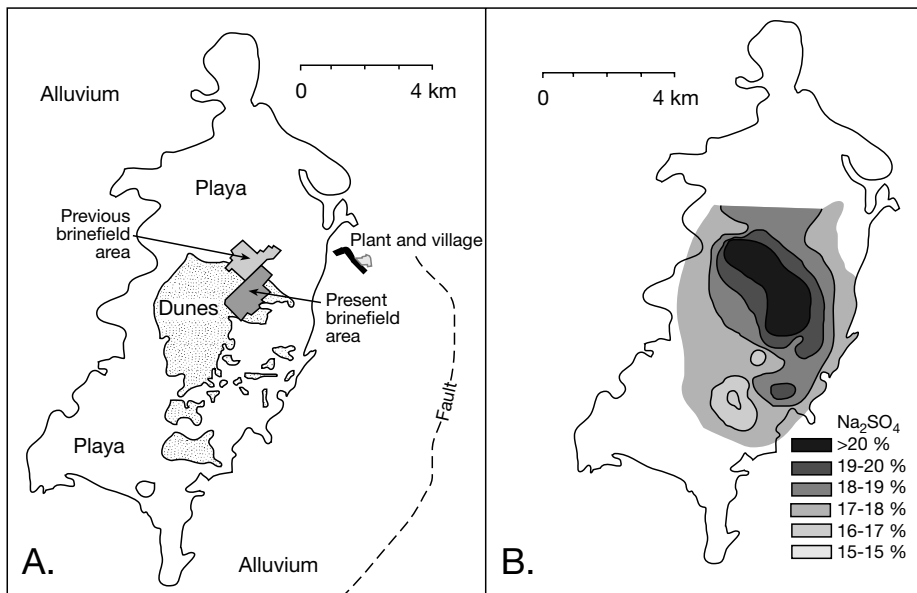 Alluvium
0
4 km
Playa
Previous
brinefield
area
Plant and village
Dunes
Present
brinefield
area
Fault
Playa
Alluvium
A.
0
4 km
Na₂SO₄
>20 %
19-20 %
18-19 %
17-18 %
16-17 %
15-15 %
B.